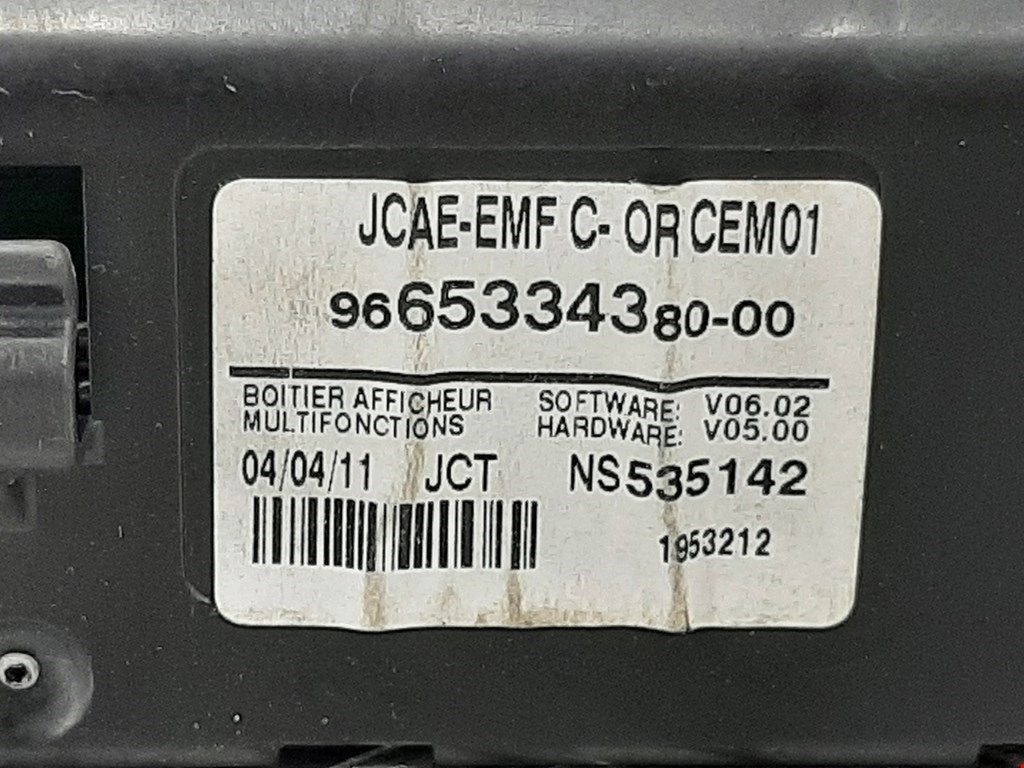 JCAE-EMF C- OR CEM01
9665334380-00
BOITIER AFFICHEUR SOFTWARE: V06.02
MULTIFONCTIONS HARDWARE: V05.00
04/04/11 JCT NS535142
1953212